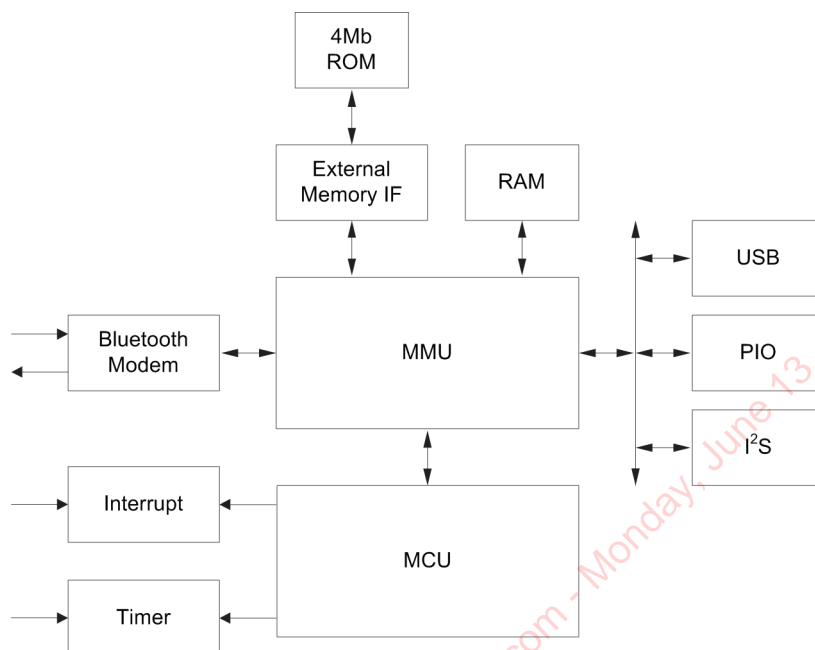 4Mb
ROM
External
Memory IF
RAM
USB
Bluetooth
Modem
MMU
PIO
I²S
Interrupt
MCU
Timer
com - Monday, June 13